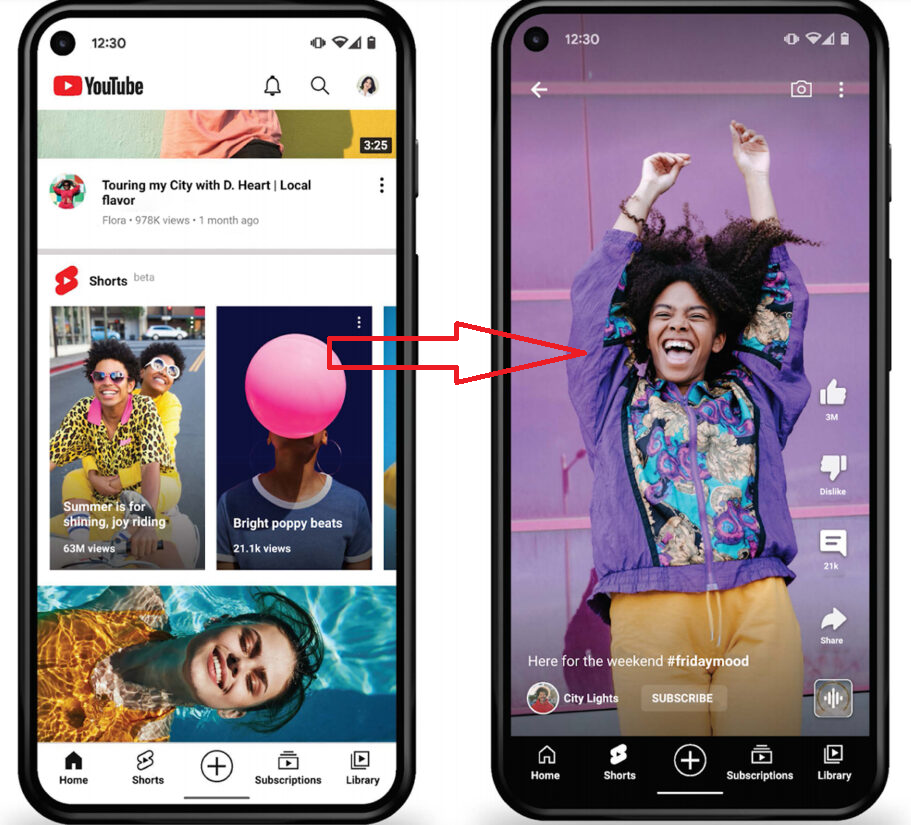 12:30
YouTube
3:25
Touring my City with D. Heart | Local
flavor
Flora • 978K views • 1 month ago
Shorts beta
Summer is for
shining, joy riding
63M views
Bright poppy beats
21.1k views
Home
Shorts
Subscriptions
Library
12:30
3M
Dislike
21k
Share
Here for the weekend #fridaymood
City Lights
SUBSCRIBE
Home
Shorts
Subscriptions
Library